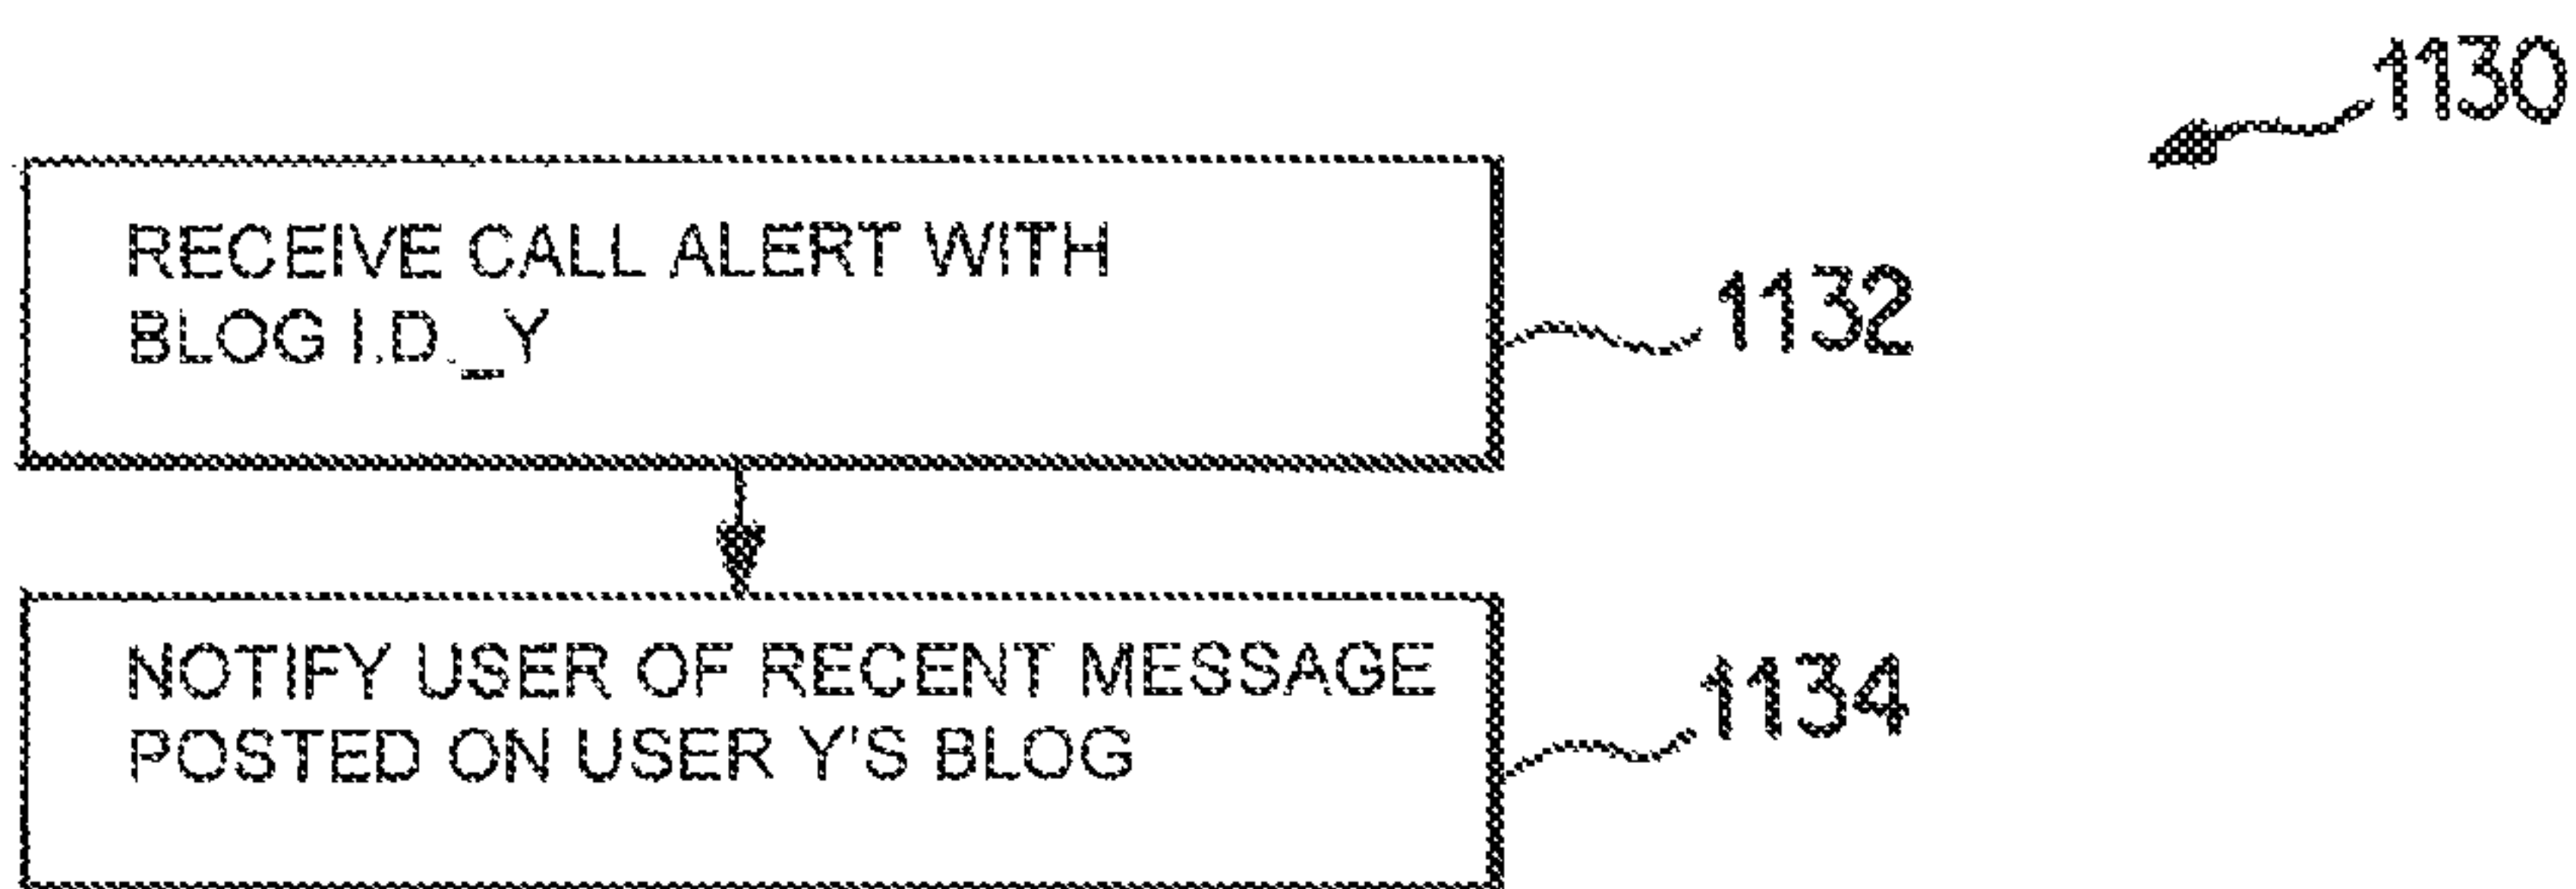 1130
RECEIVE CALL ALERT WITH
BLOG I.D._Y
1132
NOTIFY USER OF RECENT MESSAGE
POSTED ON USER Y'S BLOG
1134